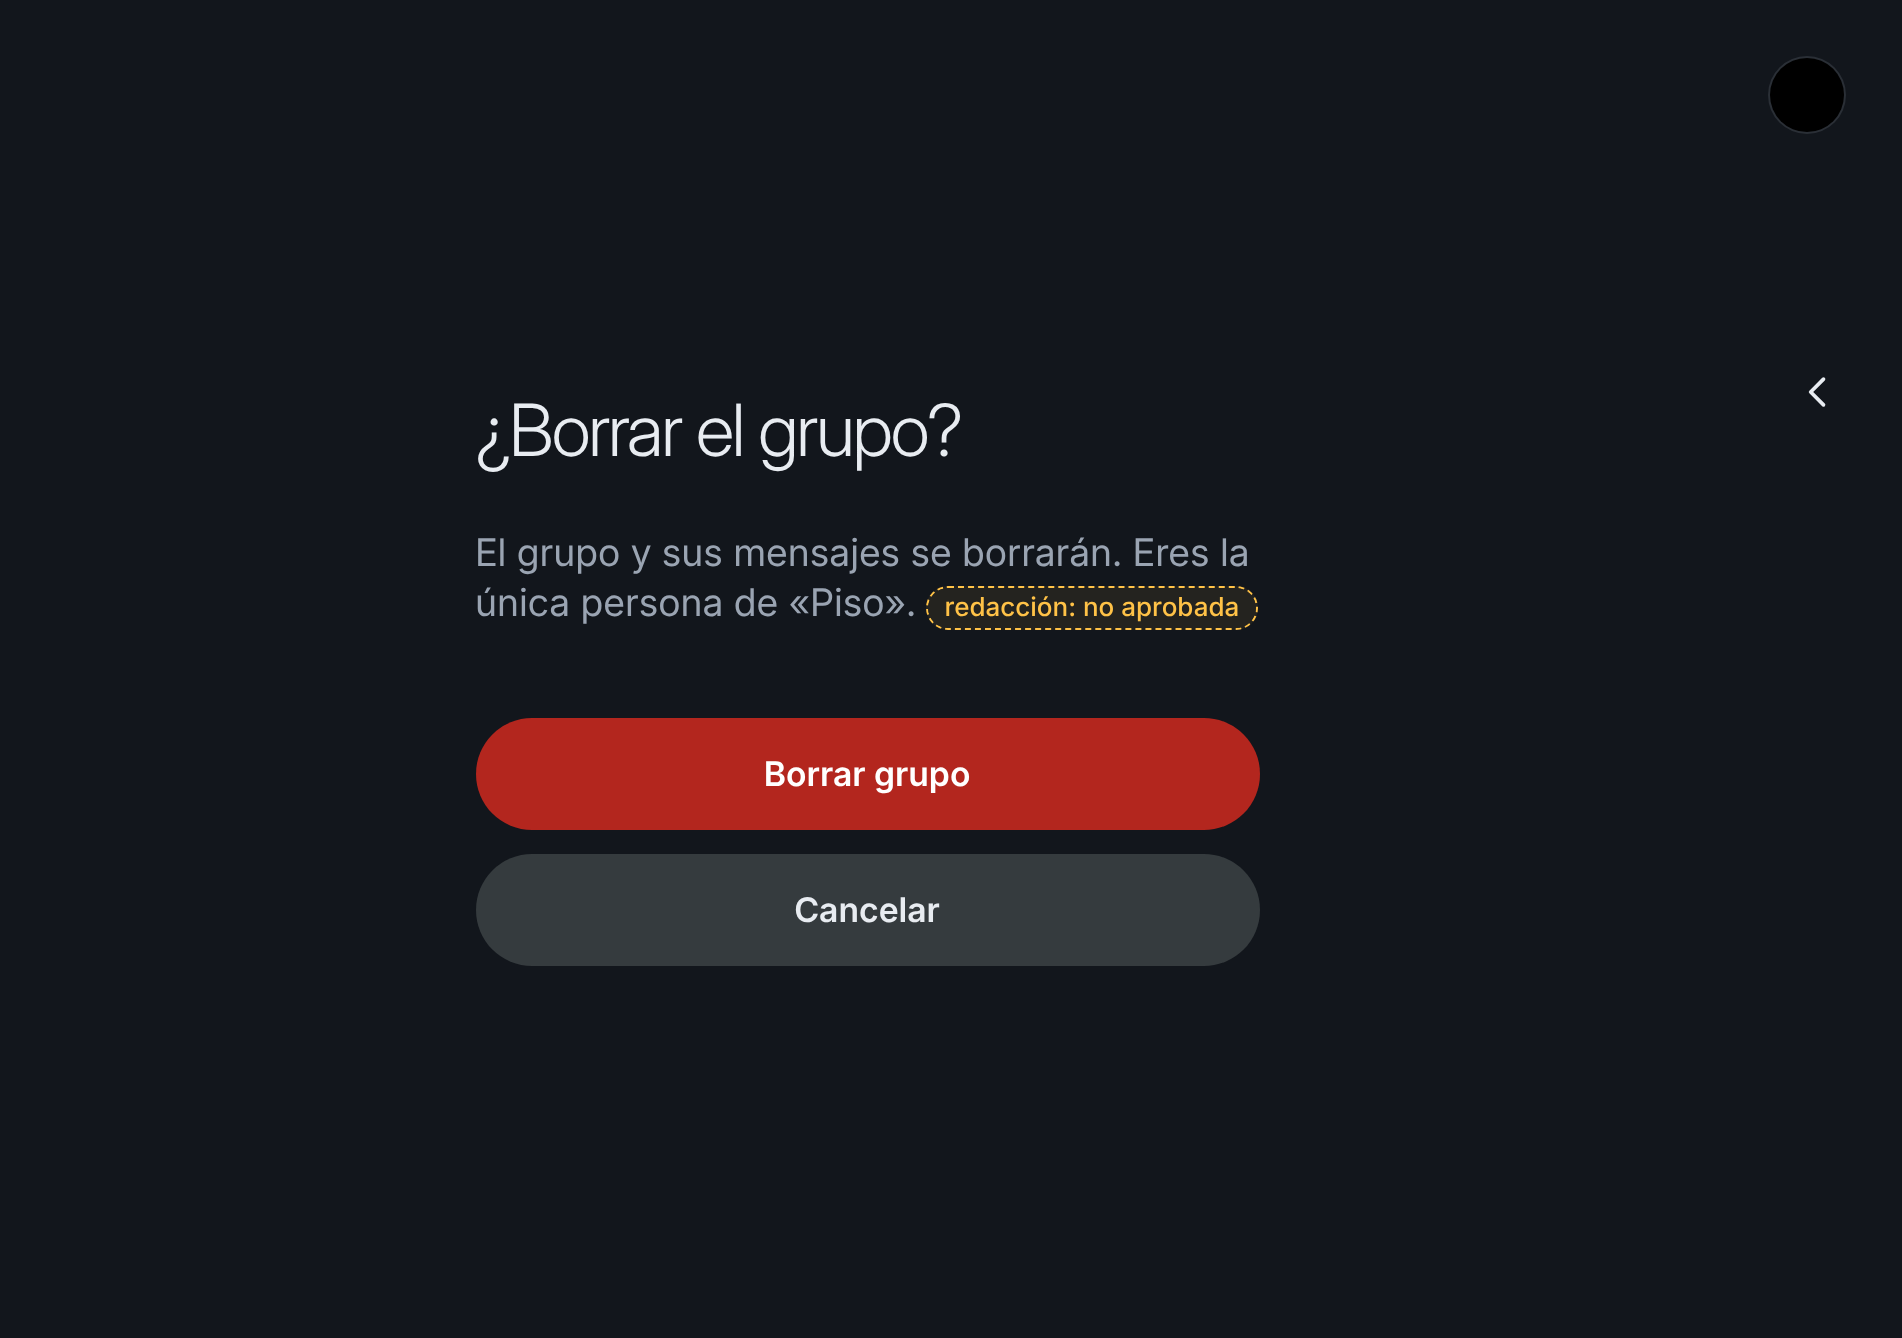 ¿Borrar el grupo?
El grupo y sus mensajes se borrarán. Eres la
única persona de «Piso». redacción: no aprobada
Borrar grupo
Cancelar